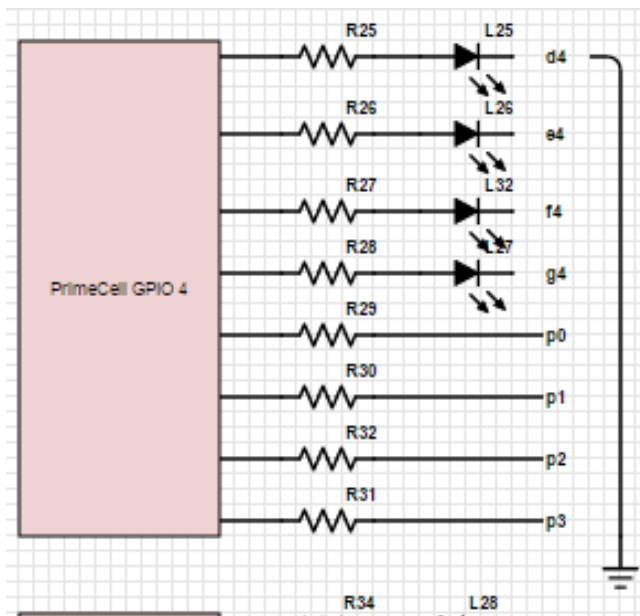 R25 L25
d4
R26 L26
e4
R27 L32
f4
R28 L27
g4
PrimeCell GPIO 4
R29
p0
R30
p1
R32
p2
R31
p3
R34 L28